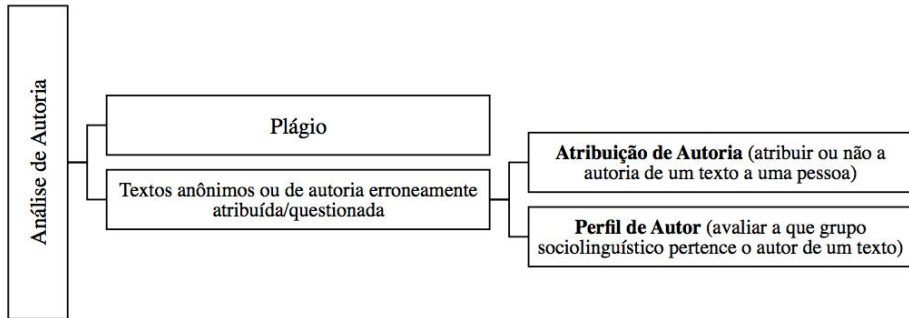 Análise de Autoria
Plágio
Textos anônimos ou de autoria erroneamente
atribuída/questionada
Atribuição de Autoria (atribuir ou não a
autoria de um texto a uma pessoa)
Perfil de Autor (avaliar a que grupo
sociolinguístico pertence o autor de um texto)